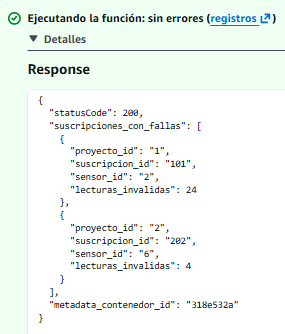 Ejecutando la función: sin errores (registros)
Detalles
Response
{
  "statusCode": 200,
  "suscripciones_con_fallas": [
    {
      "proyecto_id": "1",
      "suscripcion_id": "101",
      "sensor_id": "2",
      "lecturas_invalidas": 24
    },
    {
      "proyecto_id": "2",
      "suscripcion_id": "202",
      "sensor_id": "6",
      "lecturas_invalidas": 4
    }
  ],
  "metadata_contenedor_id": "318e532a"
}